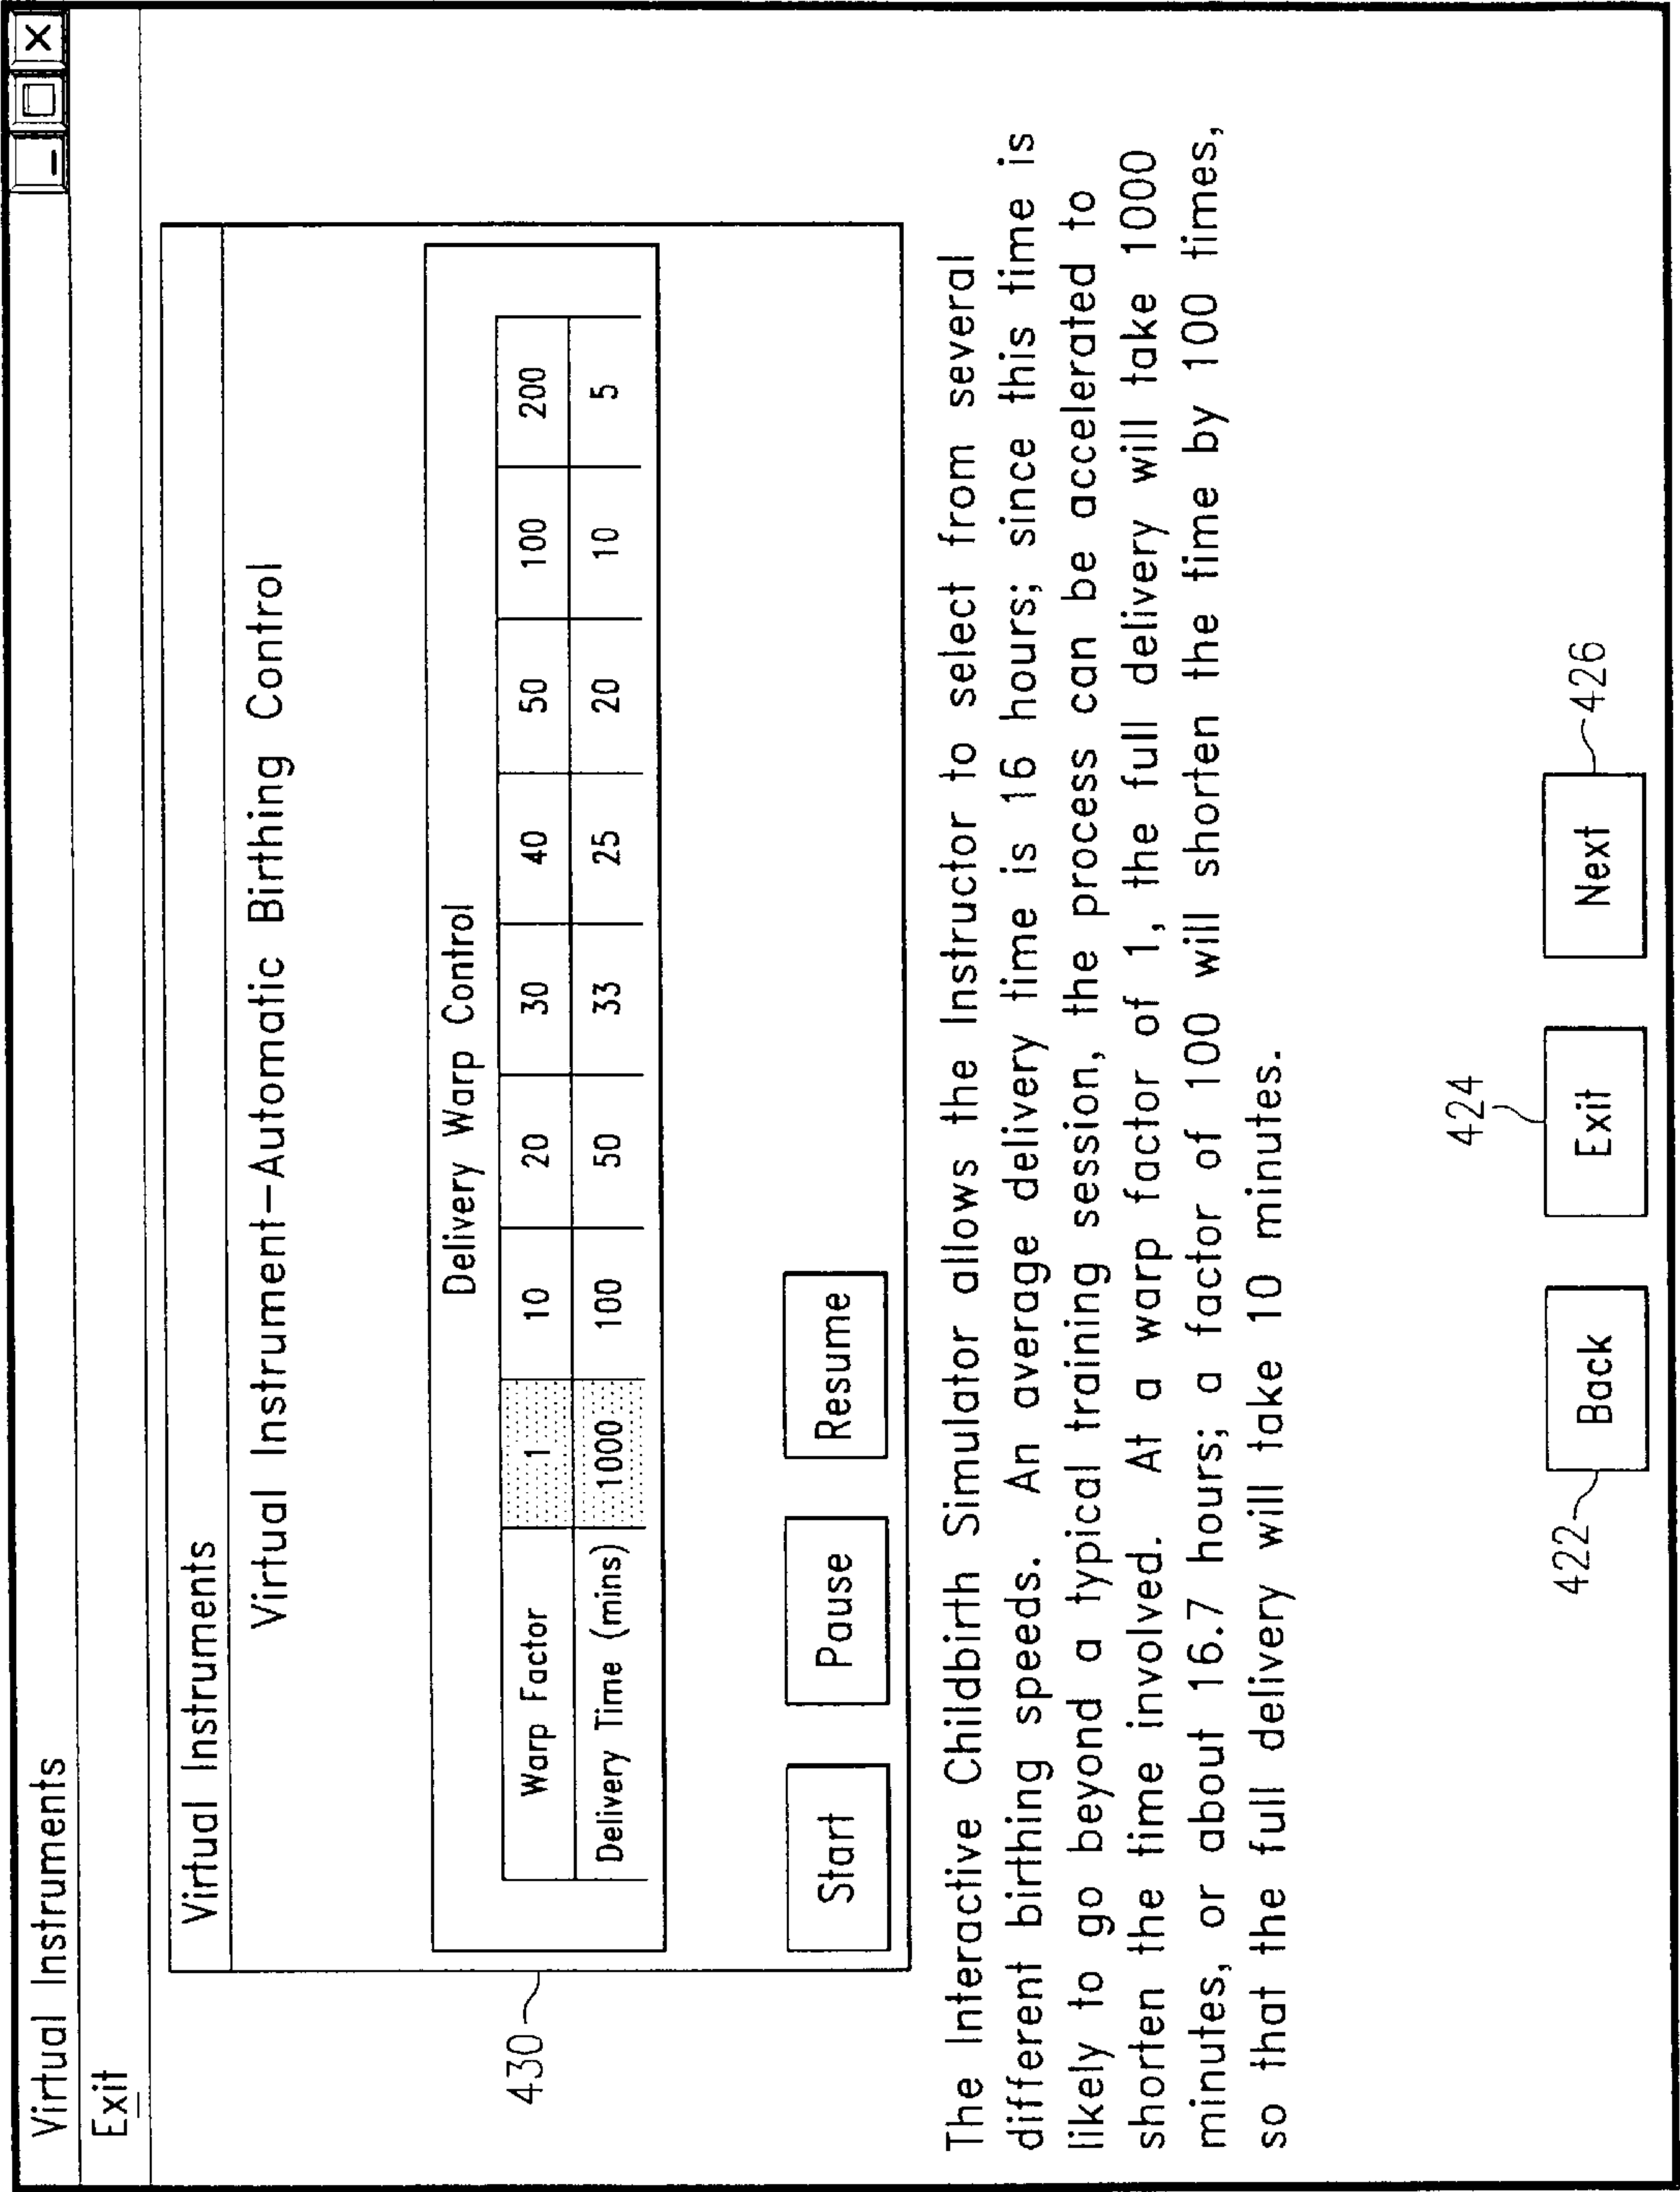 Virtual Instruments
Exit
Virtual Instruments
Virtual Instrument-Automatic Birthing Control
Delivery Warp Control
Warp Factor 1 10 20 30 40 50 100 200
Delivery Time (mins) 1000 100 50 33 25 20 10 5
430
Start Pause Resume
The Interactive Childbirth Simulator allows the Instructor to select from several
different birthing speeds. An average delivery time is 16 hours; since this time is
likely to go beyond a typical training session, the process can be accelerated to
shorten the time involved. At a warp factor of 1, the full delivery will take 1000
minutes, or about 16.7 hours; a factor of 100 will shorten the time by 100 times,
so that the full delivery will take 10 minutes.
424
422 Back Exit Next 426